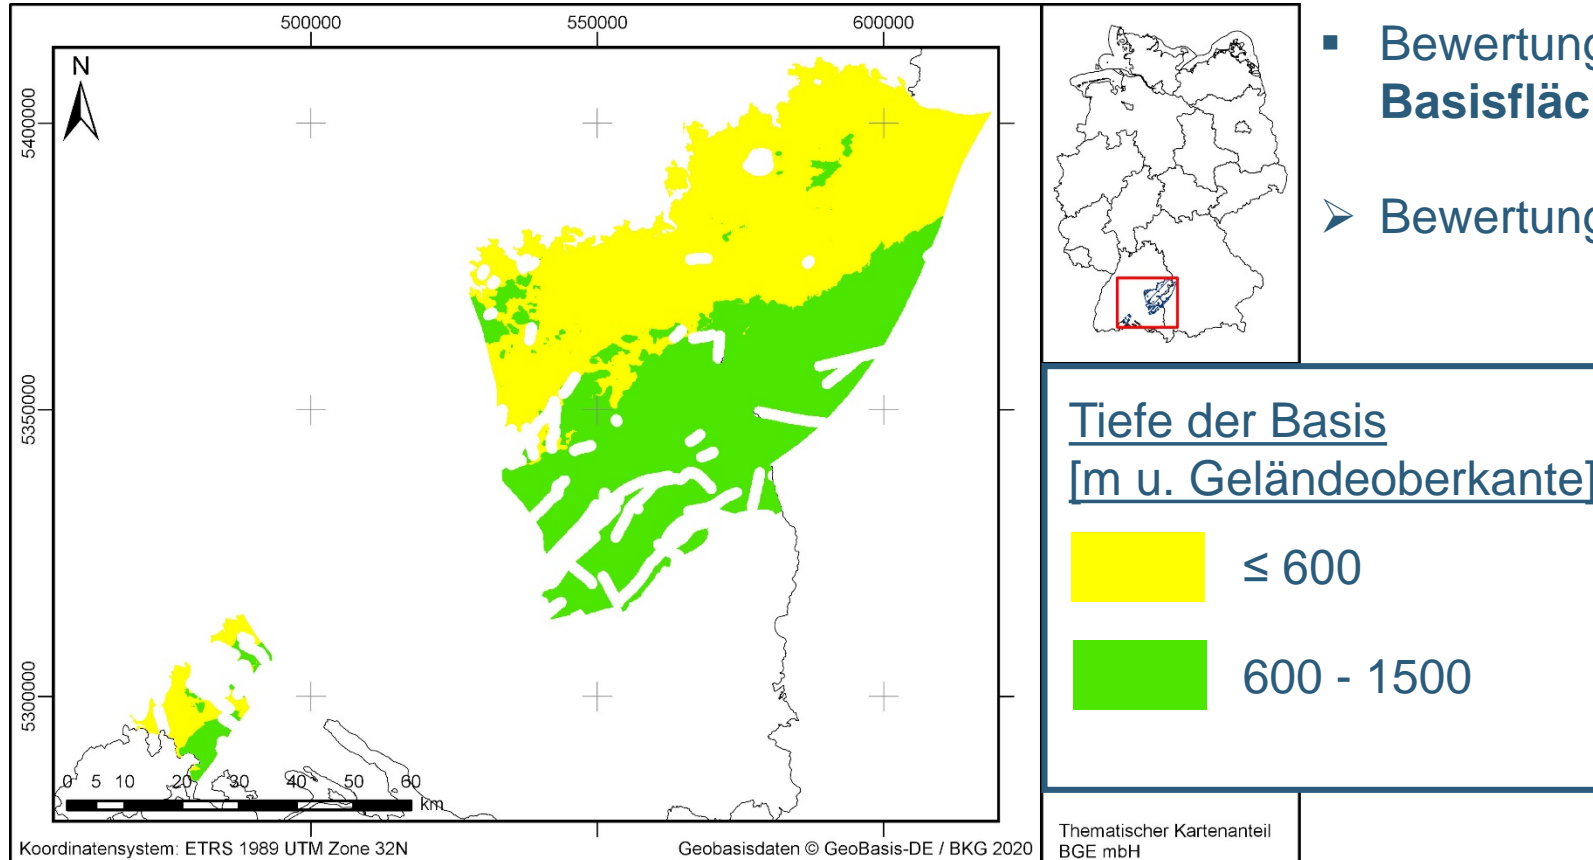 500000
550000
600000
N
5400000
5350000
5300000
0 5 10 20 30 40 50 60
km
Koordinatensystem: ETRS 1989 UTM Zone 32N
Geobasisdaten © GeoBasis-DE / BKG 2020
Thematischer Kartenanteil
BGE mbH
▪ Bewertung
Basisfläc
➢ Bewertung
Tiefe der Basis
[m u. Geländeoberkante]
≤ 600
600 - 1500